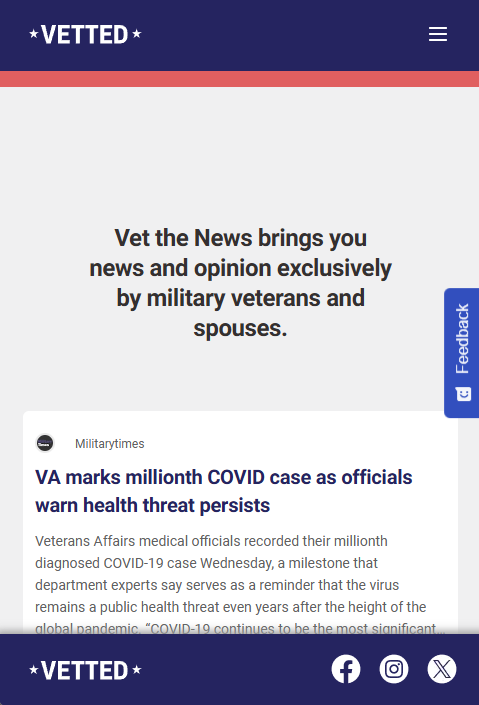 VETTED
Vet the News brings you
news and opinion exclusively
by military veterans and
spouses.
Feedback
Militarytimes
VA marks millionth COVID case as officials
warn health threat persists
Veterans Affairs medical officials recorded their millionth
diagnosed COVID-19 case Wednesday, a milestone that
department experts say serves as a reminder that the virus
remains a public health threat even years after the height of the
global pandemic. “COVID-19 continues to be the most significant...
VETTED